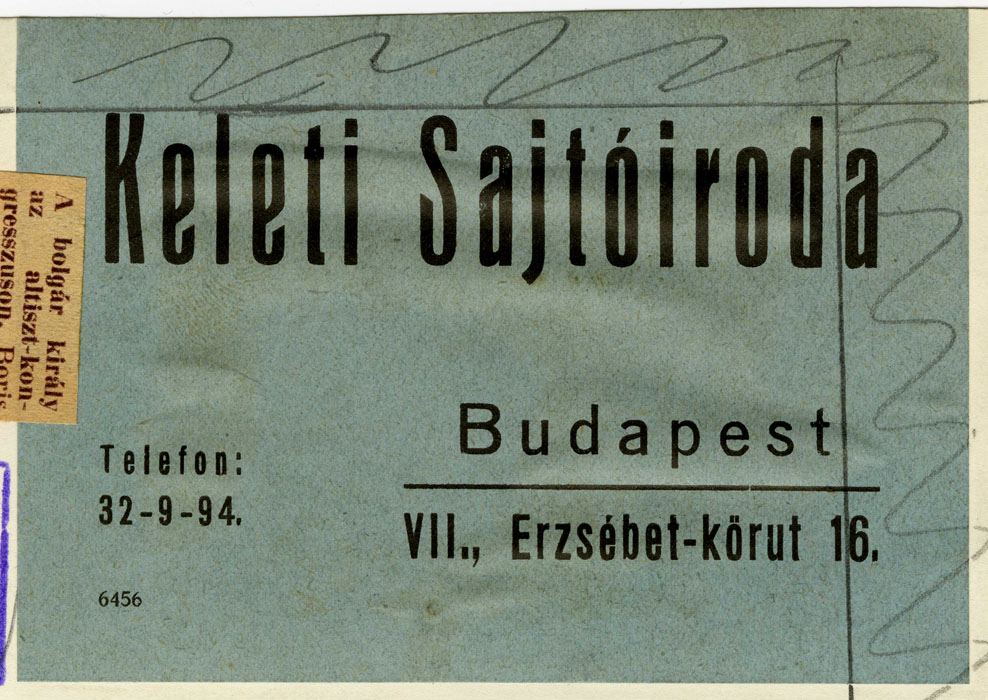 Keleti Sajtóiroda
Budapest
VII., Erzsébet-körut 16.
Telefon:
32-9-94.
6456
A bolgár király
az altiszt-kon-
gresszuson. Boris